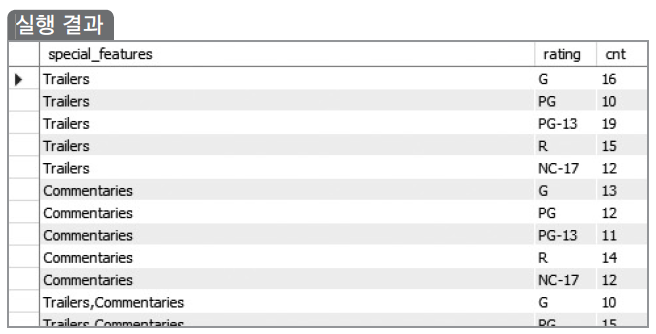 실행 결과
special_features rating cnt
Trailers G 16
Trailers PG 10
Trailers PG-13 19
Trailers R 15
Trailers NC-17 12
Commentaries G 13
Commentaries PG 12
Commentaries PG-13 11
Commentaries R 14
Commentaries NC-17 12
Trailers,Commentaries G 10
Trailers,Commentaries PG 15